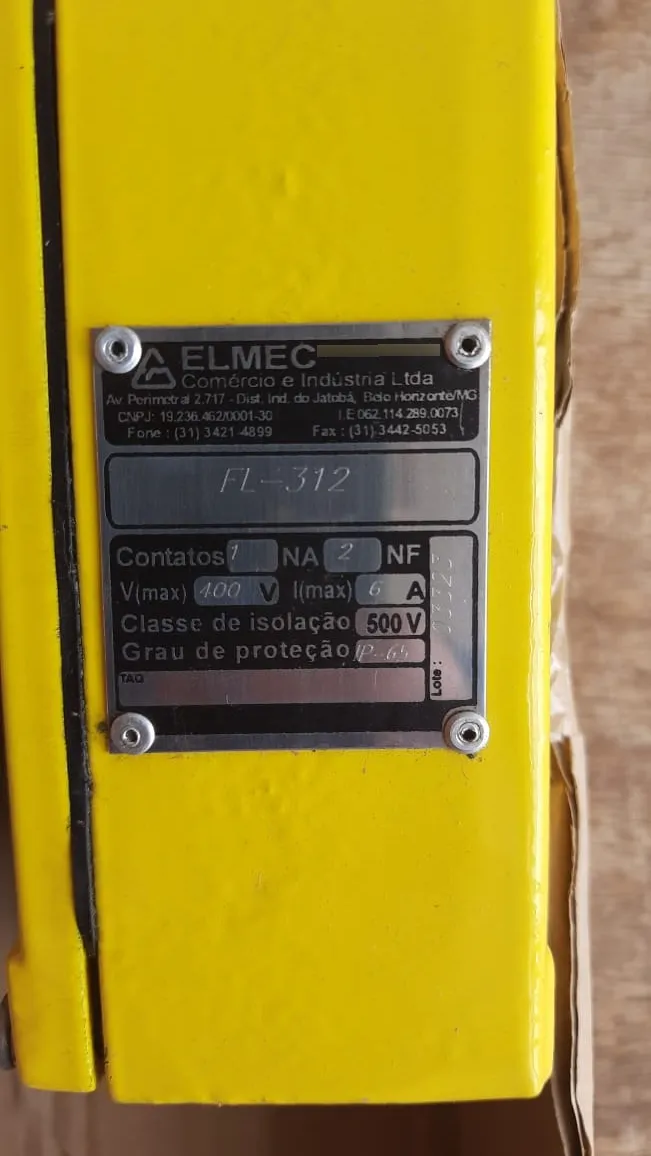 ELMEC
Comércio e Indústria Ltda
Av. Perimetral 2.717 - Dist. Ind. do Jatobá, Belo Horizonte/MG
CNPJ: 19.236.462/0001-30 I.E 062.114.289.0073
Fone : (31) 3421-4899 Fax : (31) 3442-5053
FL-312
Contatos 1 NA 2 NF
V(max) 400 V I(max) 6 A
Classe de isolação 500 V
Grau de proteção IP-65
TAG
Lote :